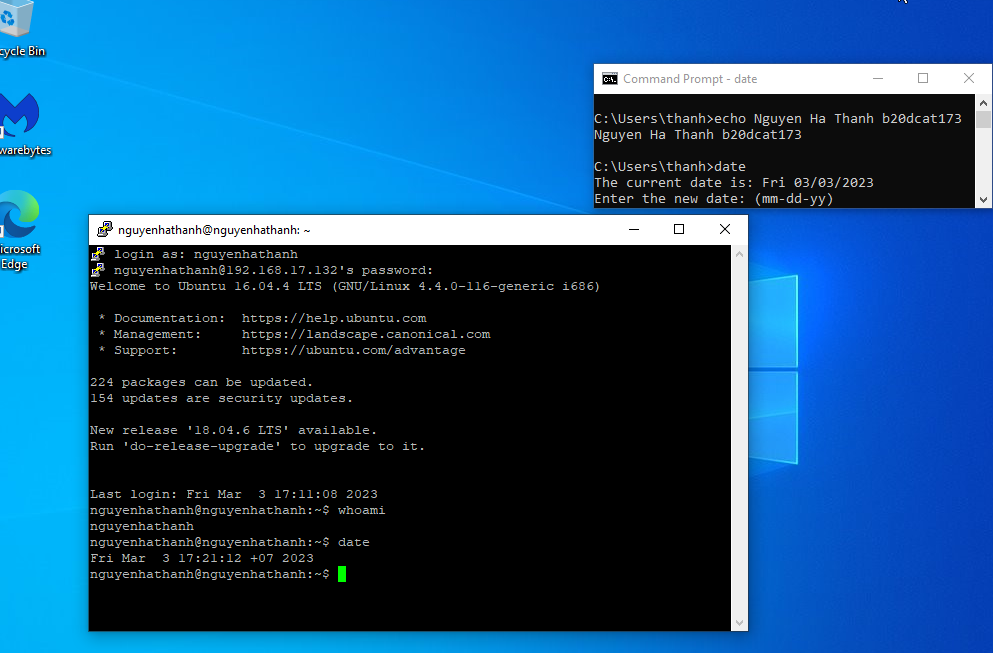 cycle Bin
warebytes
icrosoft
Edge
Command Prompt - date
C:\Users\thanh>echo Nguyen Ha Thanh b20dcat173
Nguyen Ha Thanh b20dcat173
C:\Users\thanh>date
The current date is: Fri 03/03/2023
Enter the new date: (mm-dd-yy)
nguyenhathanh@nguyenhathanh: ~
login as: nguyenhathanh
nguyenhathanh@192.168.17.132's password:
Welcome to Ubuntu 16.04.4 LTS (GNU/Linux 4.4.0-116-generic i686)
* Documentation:  https://help.ubuntu.com
* Management:     https://landscape.canonical.com
* Support:        https://ubuntu.com/advantage
224 packages can be updated.
154 updates are security updates.
New release '18.04.6 LTS' available.
Run 'do-release-upgrade' to upgrade to it.
Last login: Fri Mar  3 17:11:08 2023
nguyenhathanh@nguyenhathanh:~$ whoami
nguyenhathanh
nguyenhathanh@nguyenhathanh:~$ date
Fri Mar  3 17:21:12 +07 2023
nguyenhathanh@nguyenhathanh:~$